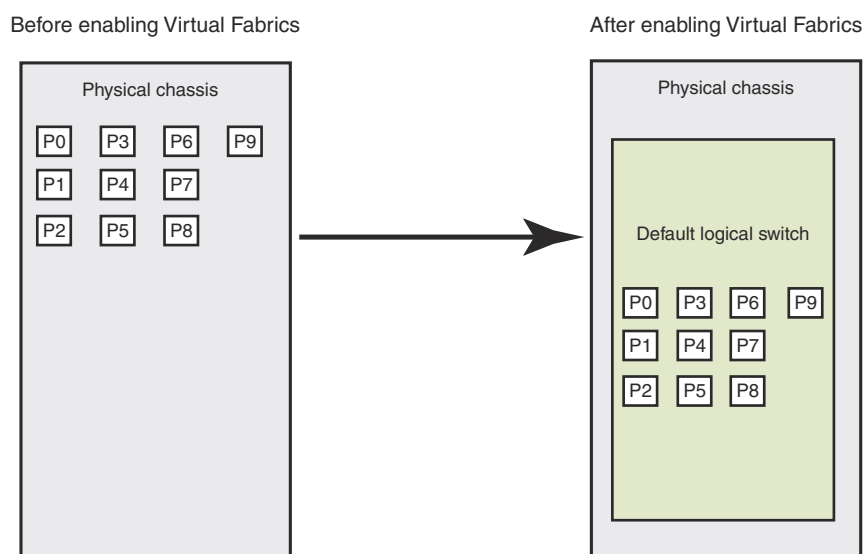 Before enabling Virtual Fabrics
After enabling Virtual Fabrics
Physical chassis
P0 P3 P6 P9
P1 P4 P7
P2 P5 P8
Physical chassis
Default logical switch
P0 P3 P6 P9
P1 P4 P7
P2 P5 P8